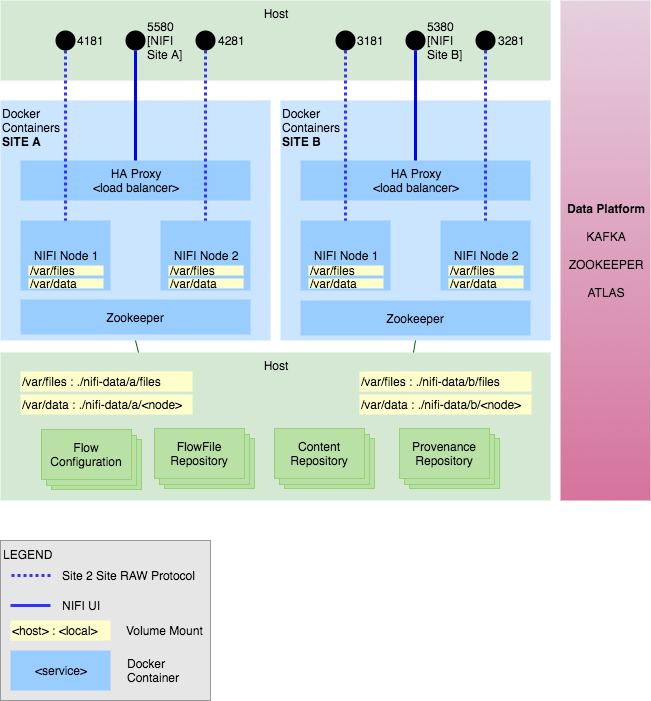 Host
4181
5580
[NIFI
Site A]
4281
3181
5380
[NIFI
Site B]
3281
Docker
Containers
SITE A
HA Proxy
<load balancer>
NIFI Node 1
/var/files
/var/data
NIFI Node 2
/var/files
/var/data
Zookeeper
Docker
Containers
SITE B
HA Proxy
<load balancer>
NIFI Node 1
/var/files
/var/data
NIFI Node 2
/var/files
/var/data
Zookeeper
Data Platform
KAFKA
ZOOKEEPER
ATLAS
Host
/var/files : ./nifi-data/a/files
/var/data : ./nifi-data/a/<node>
/var/files : ./nifi-data/b/files
/var/data : ./nifi-data/b/<node>
Flow
Configuration
FlowFile
Repository
Content
Repository
Provenance
Repository
LEGEND
Site 2 Site RAW Protocol
NIFI UI
<host> : <local>
Volume Mount
<service>
Docker
Container